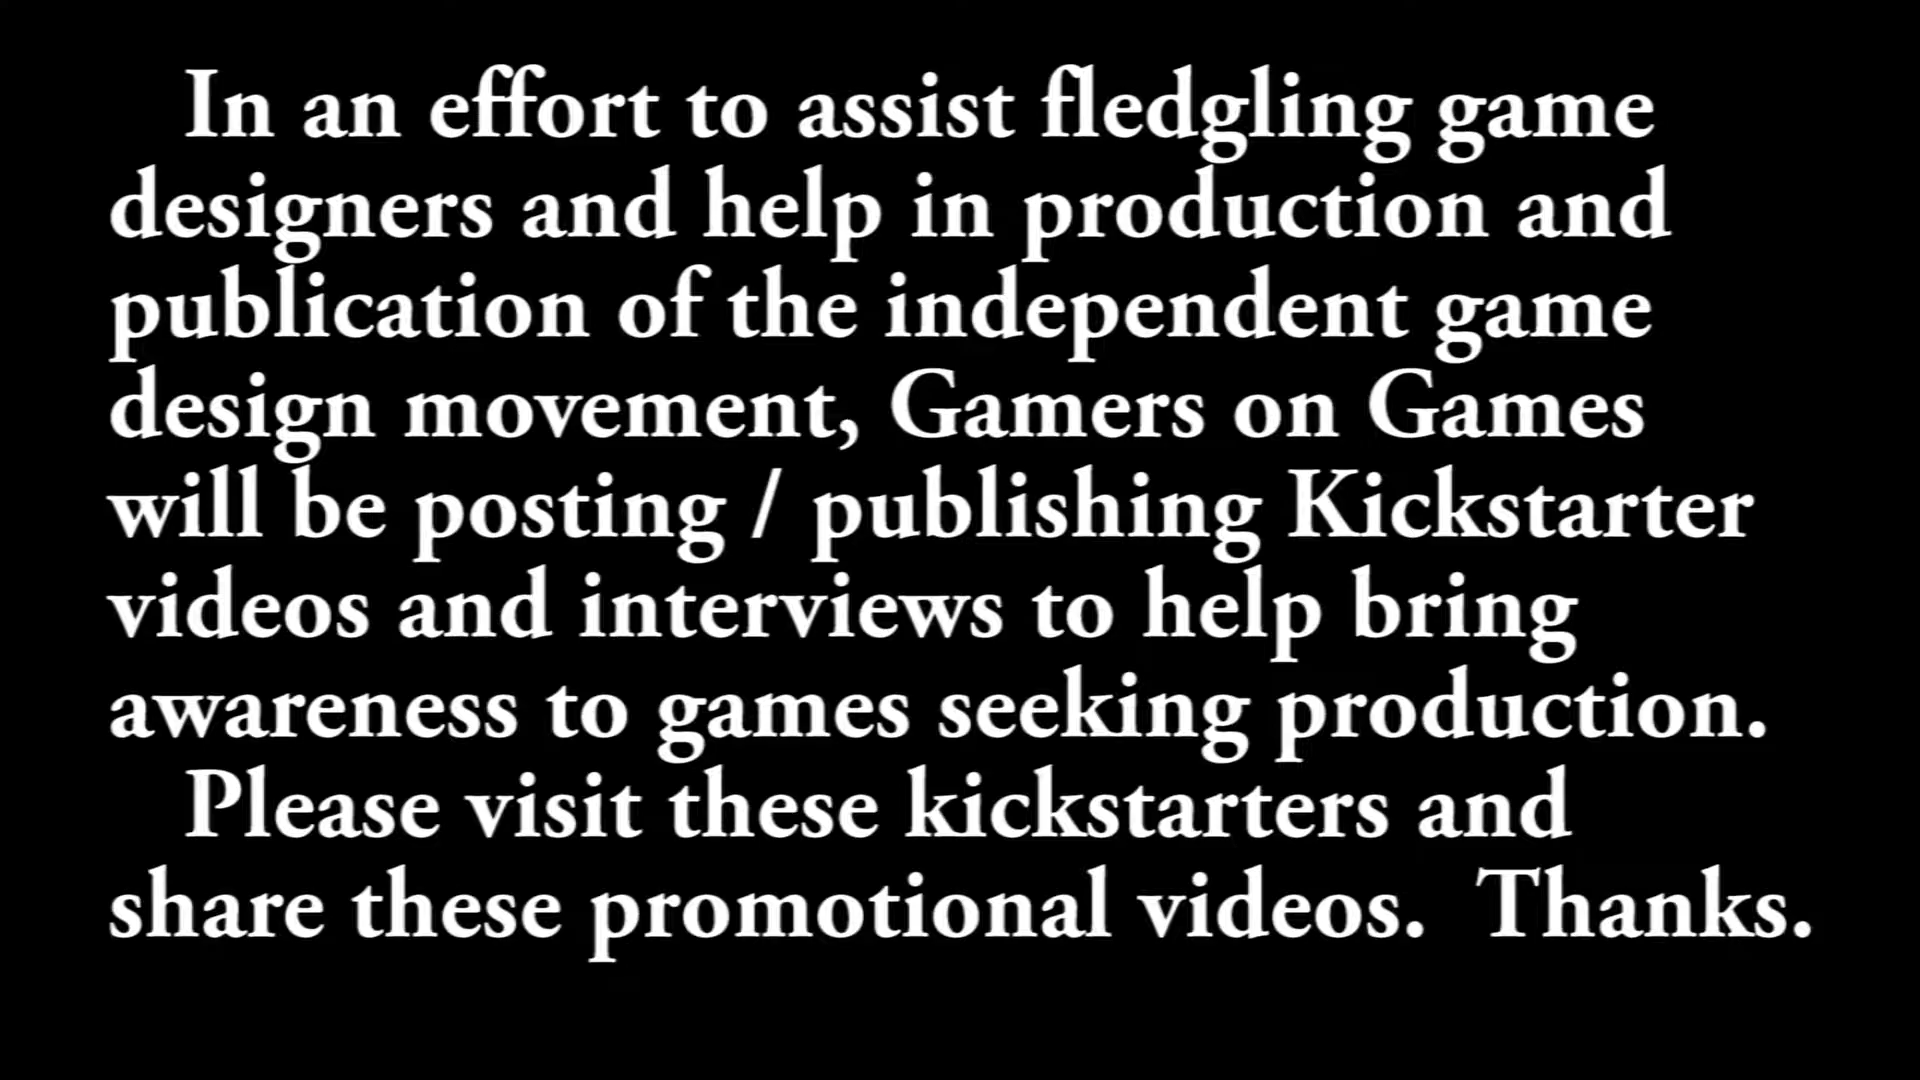 In an effort to assist fledgling game
designers and help in production and
publication of the independent game
design movement, Gamers on Games
will be posting / publishing Kickstarter
videos and interviews to help bring
awareness to games seeking production.
Please visit these kickstarters and
share these promotional videos.  Thanks.